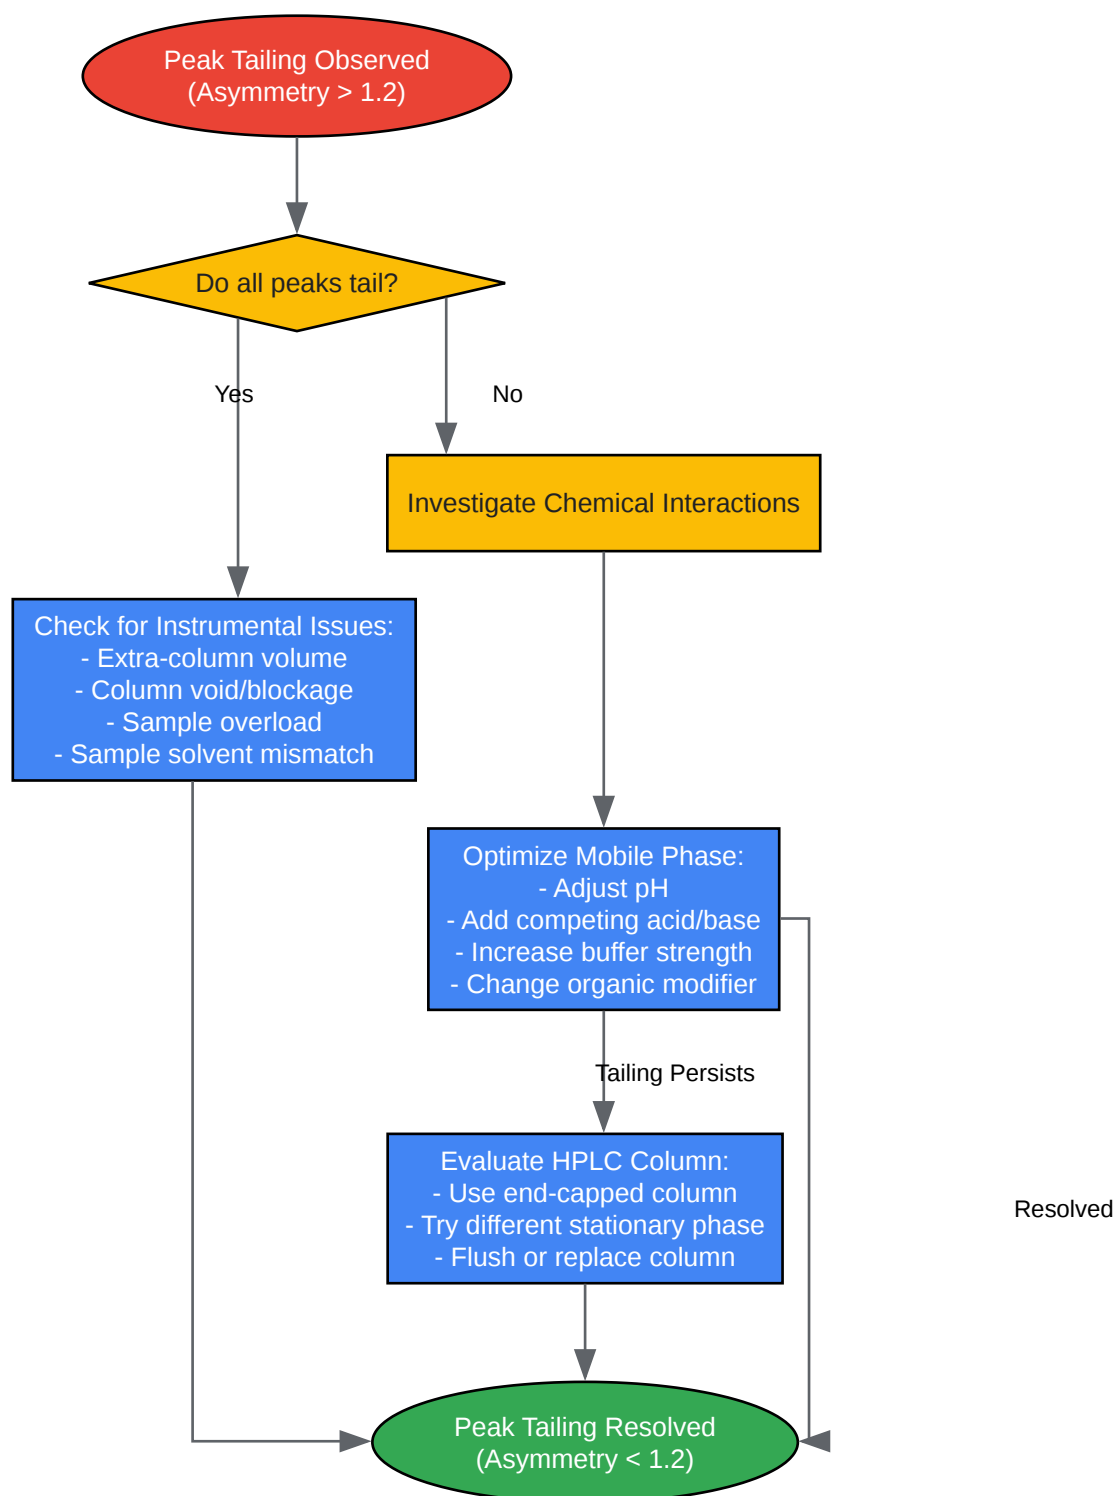 Peak Tailing Observed
(Asymmetry > 1.2)
Do all peaks tail?
Yes
No
Investigate Chemical Interactions
Check for Instrumental Issues:
- Extra-column volume
- Column void/blockage
- Sample overload
- Sample solvent mismatch
Optimize Mobile Phase:
- Adjust pH
- Add competing acid/base
- Increase buffer strength
- Change organic modifier
Tailing Persists
Evaluate HPLC Column:
- Use end-capped column
- Try different stationary phase
- Flush or replace column
Resolved
Peak Tailing Resolved
(Asymmetry < 1.2)